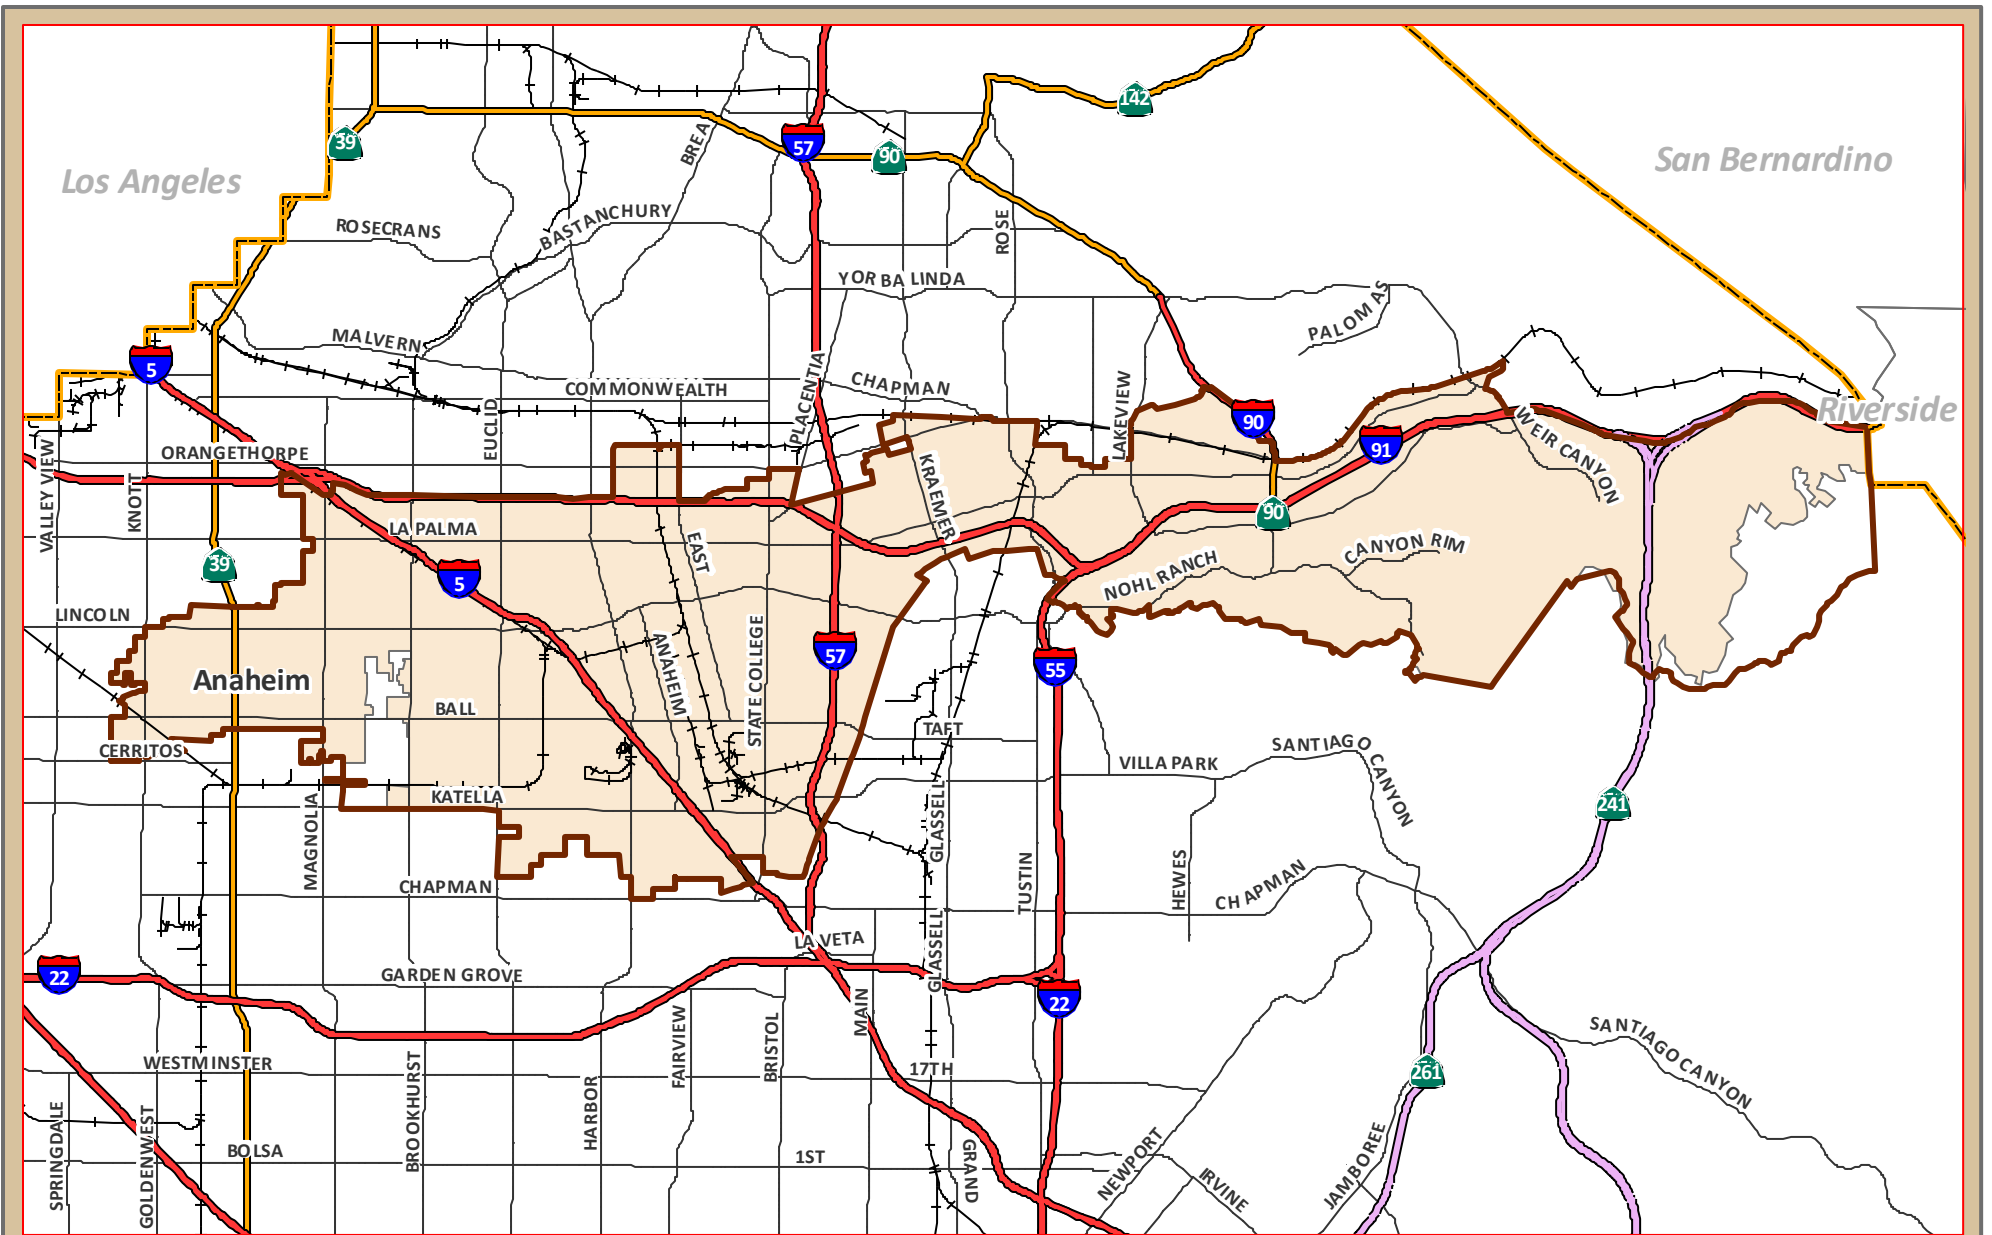 142
39
57
90
BREA
San Bernardino
Los Angeles
ROSECRANS
BASTANCHURY
ROSE
YORBA LINDA
PALOMAS
MALVERN
5
COMMONWEALTH
PLACENTIA
CHAPMAN
LAKEVIEW
90
Riverside
EUCLID
91
WEIR CANYON
ORANGETHORPE
VALLEY VIEW
KNOTT
KRAEMER
90
LA PALMA
EAST
CANYON RIM
39
5
NOHL RANCH
LINCOLN
57
55
ANAHEIM
STATE COLLEGE
Anaheim
BALL
TAFT
CERRITOS
VILLA PARK
SANTIAGO CANYON
KATELLA
MAGNOLIA
GLASSELL
241
CHAPMAN
TUSTIN
HEWES
CHAPMAN
LA VETA
GLASSELL
22
GARDEN GROVE
22
MAIN
FAIRVIEW
BRISTOL
SANTIAGO CANYON
WESTMINSTER
17TH
261
BROOKHURST
HARBOR
SPRINGDALE
GOLDENWEST
BOLSA
1ST
GRAND
NEWPORT
IRVINE
JAMBOREE